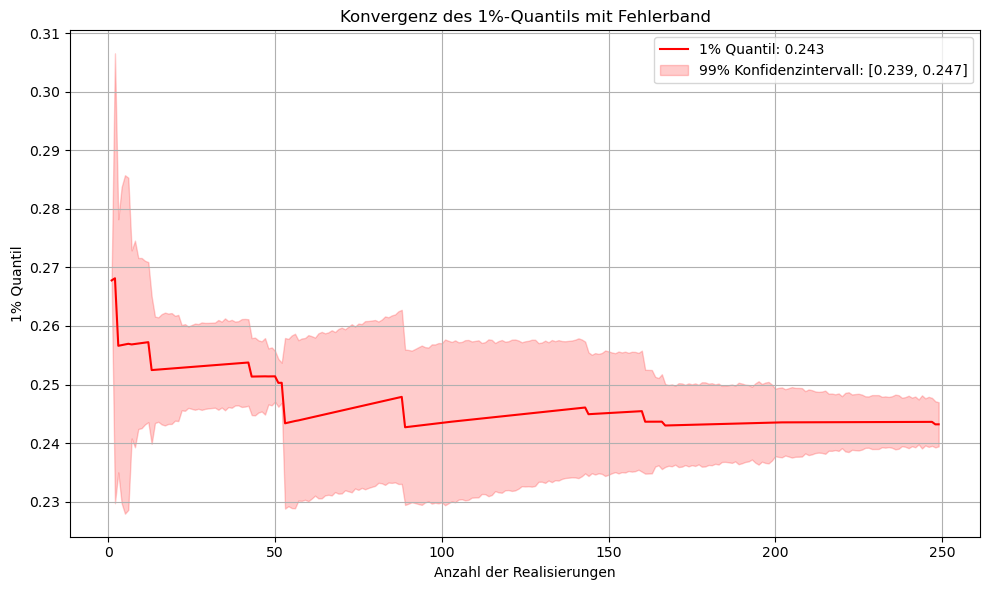 Konvergenz des 1%-Quantils mit Fehlerband
0.31
0.30
0.29
0.28
0.27
0.26
0.25
0.24
0.23
1% Quantil
1% Quantil: 0.243
99% Konfidenzintervall: [0.239, 0.247]
0 50 100 150 200 250
Anzahl der Realisierungen